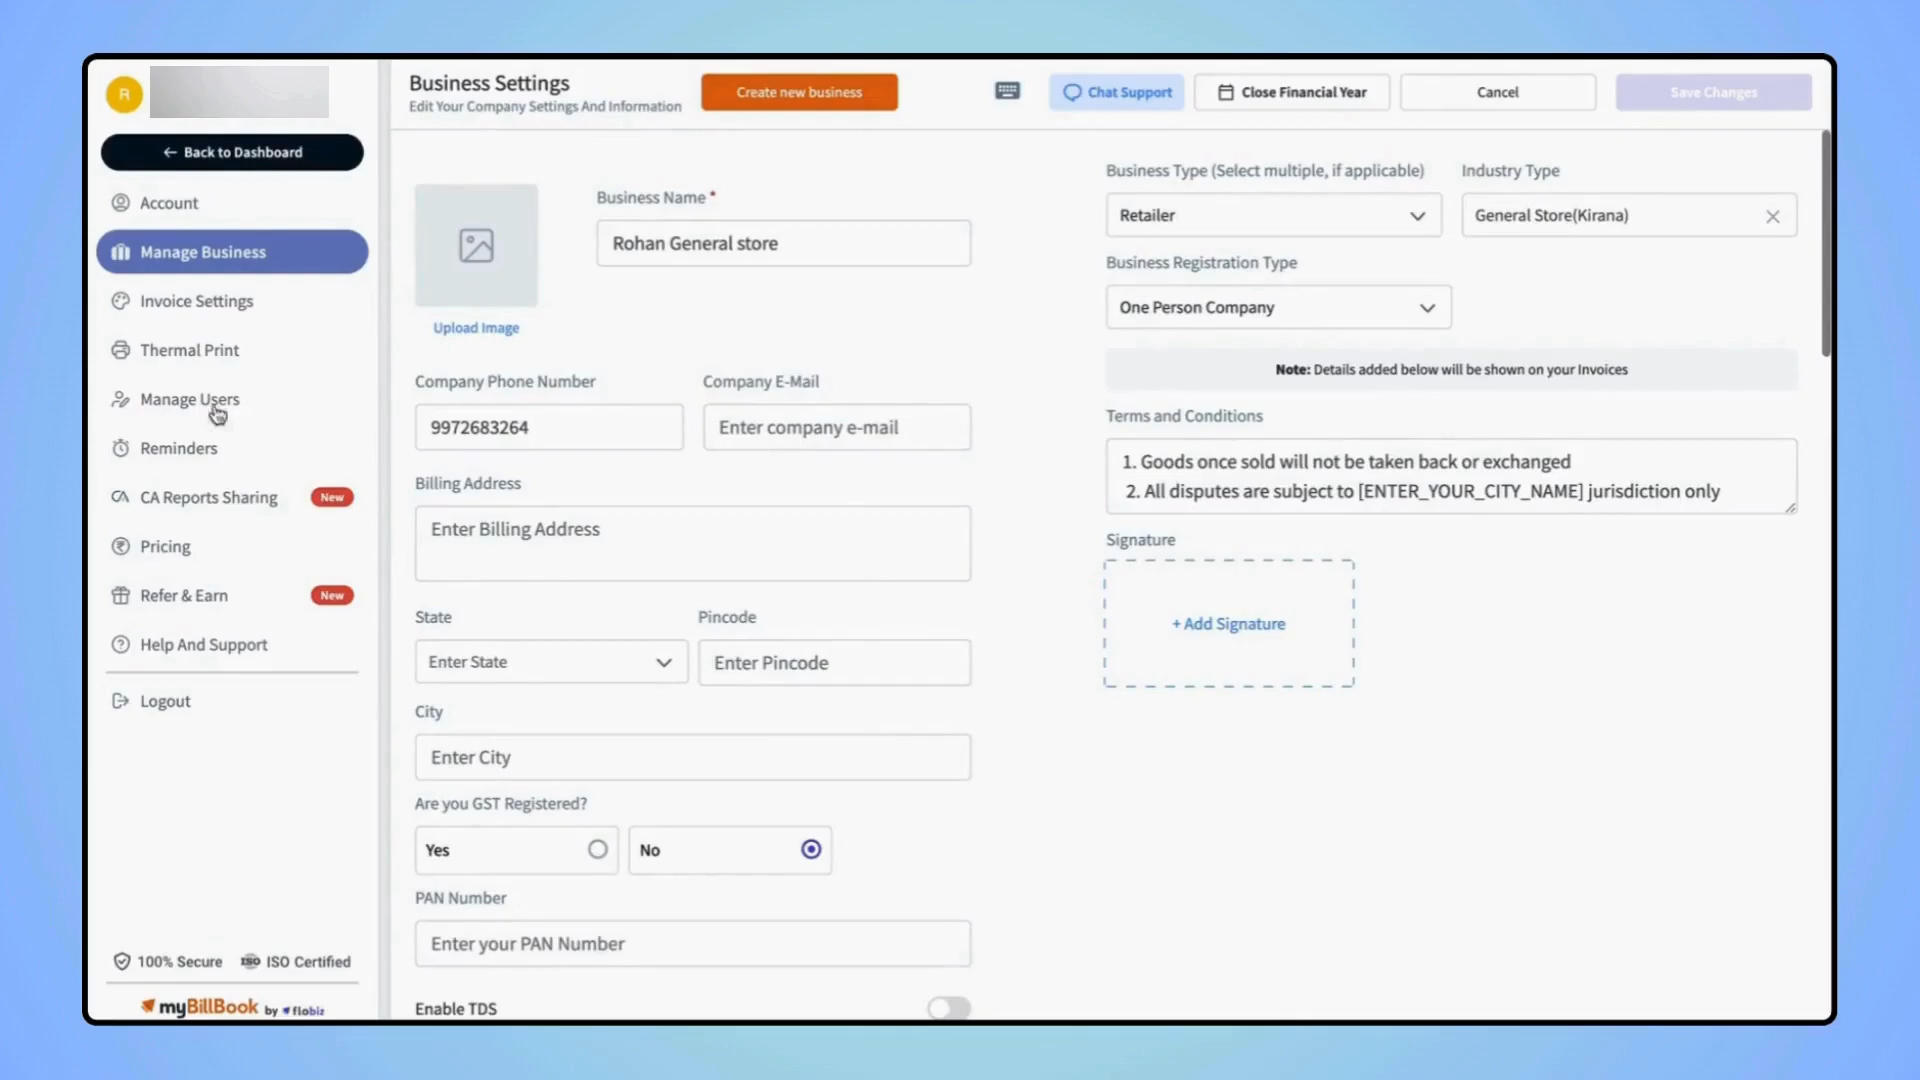 R
← Back to Dashboard
Account
Manage Business
Invoice Settings
Thermal Print
Manage Users
Reminders
CA Reports Sharing New
Pricing
Refer & Earn New
Help And Support
Logout
100% Secure ISO ISO Certified
myBillBook by flobiz
Business Settings
Edit Your Company Settings And Information
Create new business
Chat Support
Close Financial Year
Cancel
Save Changes
Upload Image
Business Name *
Rohan General store
Company Phone Number
9972683264
Company E-Mail
Enter company e-mail
Billing Address
Enter Billing Address
State
Enter State
Pincode
Enter Pincode
City
Enter City
Are you GST Registered?
Yes
No
PAN Number
Enter your PAN Number
Enable TDS
Business Type (Select multiple, if applicable)
Retailer
Industry Type
General Store(Kirana)
Business Registration Type
One Person Company
Note: Details added below will be shown on your Invoices
Terms and Conditions
1. Goods once sold will not be taken back or exchanged
2. All disputes are subject to [ENTER_YOUR_CITY_NAME] jurisdiction only
Signature
+ Add Signature